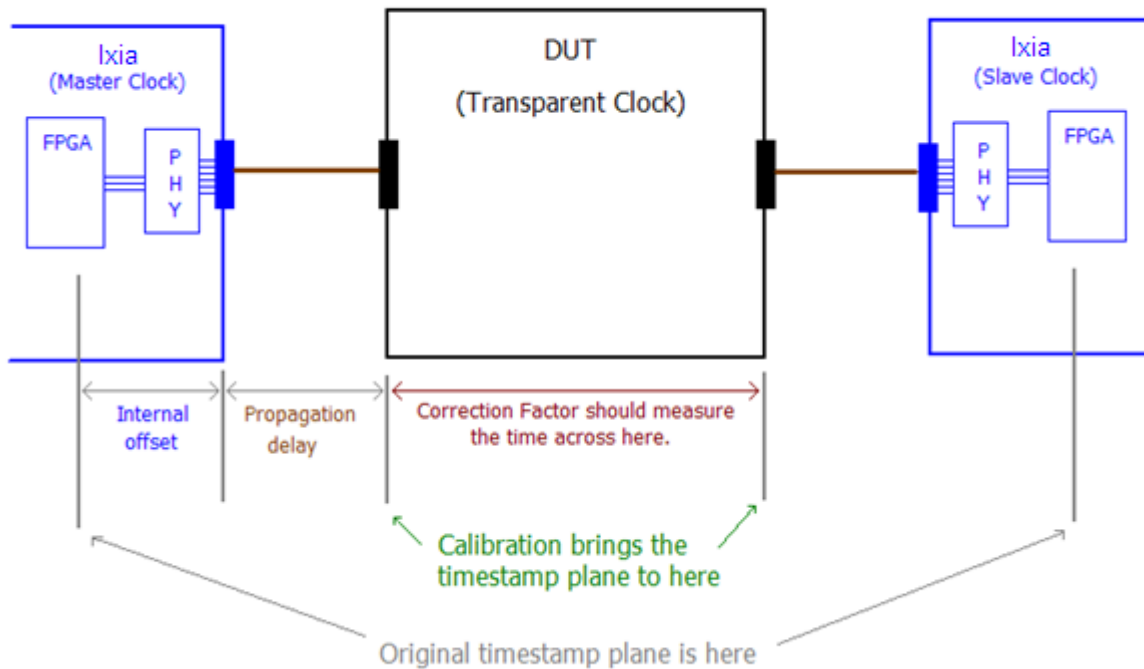 Ixia
(Master Clock)
FPGA
P
H
Y
DUT
(Transparent Clock)
Ixia
(Slave Clock)
P
H
Y
FPGA
Internal
offset
Propagation
delay
Correction Factor should measure
the time across here.
Calibration brings the
timestamp plane to here
Original timestamp plane is here